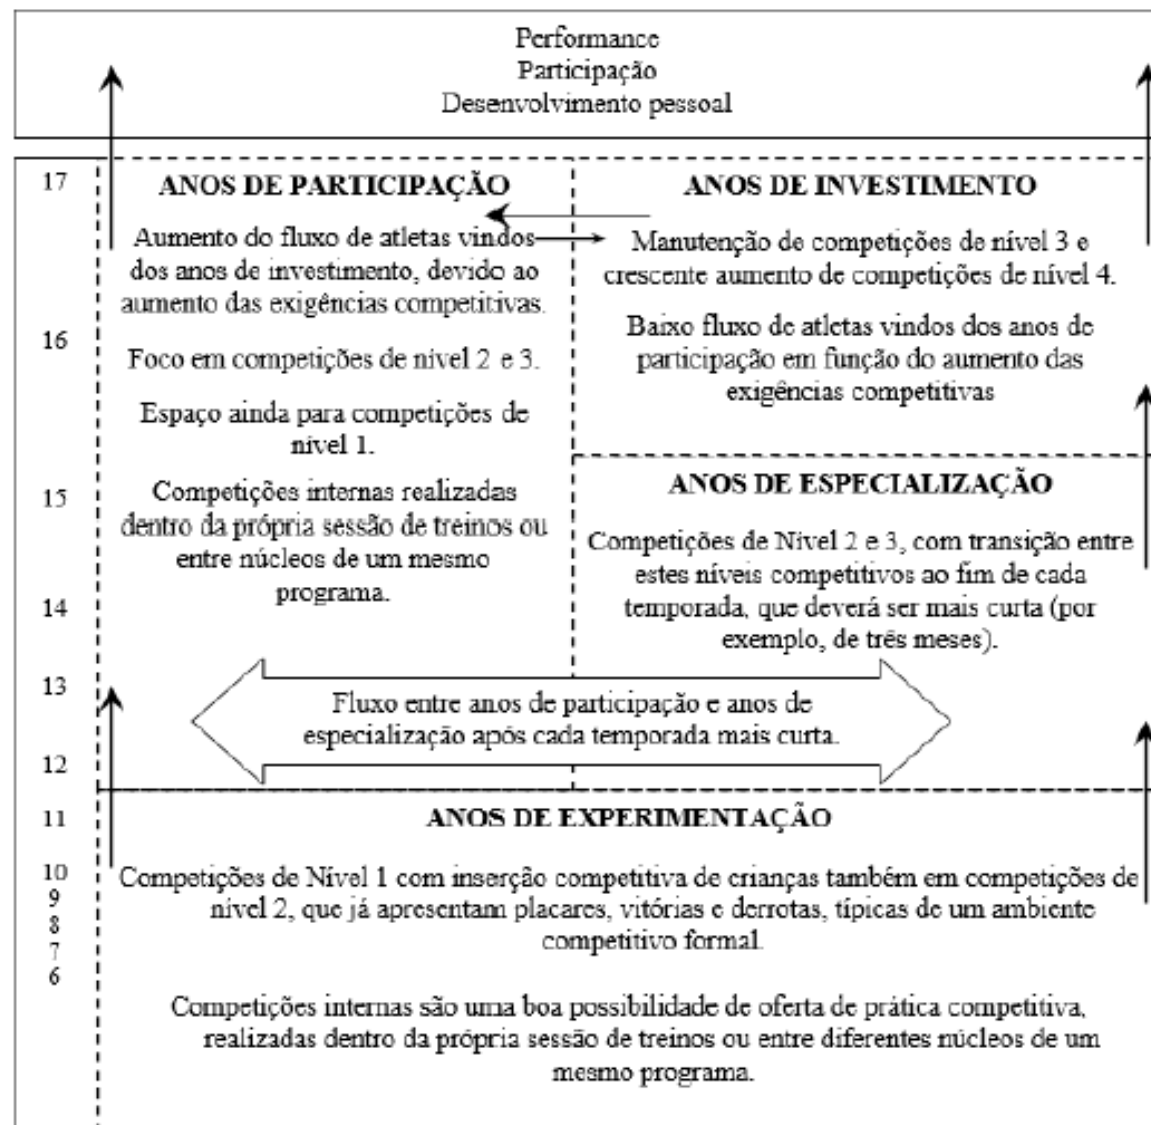 Performance
Participação
Desenvolvimento pessoal
17
ANOS DE PARTICIPAÇÃO
Aumento do fluxo de atletas vindos
dos anos de investimento, devido ao
aumento das exigências competitivas.
16
Foco em competições de nível 2 e 3.
Espaço ainda para competições de
nível 1.
15
Competições internas realizadas
dentro da própria sessão de treinos ou
entre núcleos de um mesmo
programa.
14
ANOS DE INVESTIMENTO
Manutenção de competições de nível 3 e
crescente aumento de competições de nível 4.
Baixo fluxo de atletas vindos dos anos de
participação em função do aumento das
exigências competitivas
ANOS DE ESPECIALIZAÇÃO
Competições de Nivel 2 e 3, com transição entre
estes níveis competitivos ao fim de cada
temporada, que deverá ser mais curta (por
exemplo, de três meses).
13
Fluxo entre anos de participação e anos de
especialização após cada temporada mais curta.
12
11
ANOS DE EXPERIMENTAÇÃO
10
Competições de Nível 1 com inserção competitiva de crianças também em competições de
9
nível 2, que já apresentam placares, vitórias e derrotas, típicas de um ambiente
8
competitivo formal.
7
6
Competições internas são uma boa possibilidade de oferta de prática competitiva,
realizadas dentro da própria sessão de treinos ou entre diferentes núcleos de um
mesmo programa.